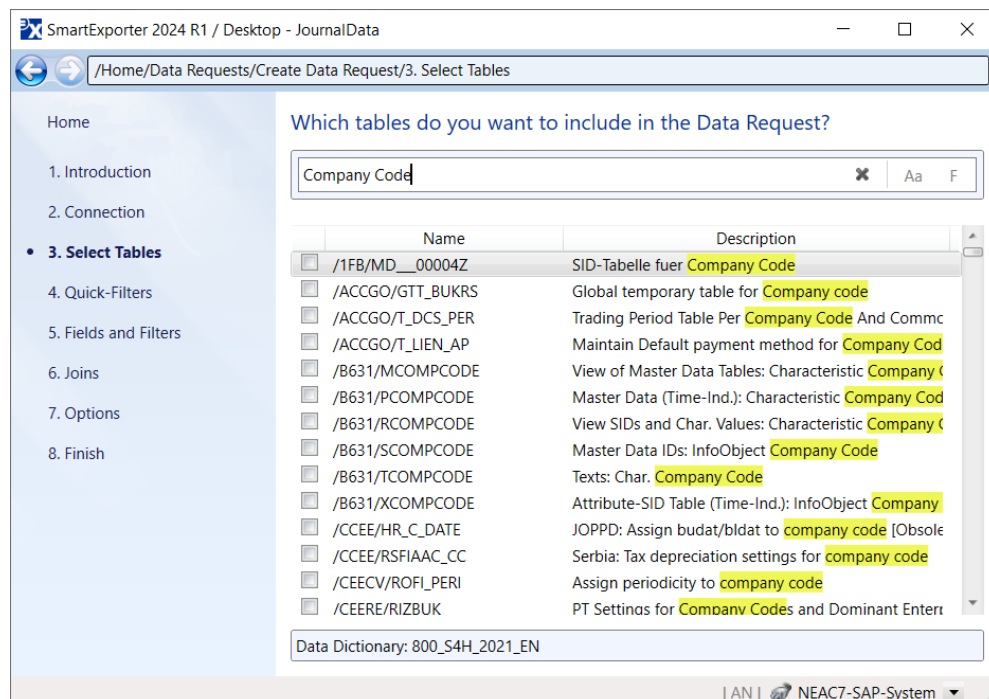 SmartExporter 2024 R1 / Desktop - JournalData
/Home/Data Requests/Create Data Request/3. Select Tables
Home
1. Introduction
2. Connection
• 3. Select Tables
4. Quick-Filters
5. Fields and Filters
6. Joins
7. Options
8. Finish
Which tables do you want to include in the Data Request?
Company Code Aa F
Name Description
/1FB/MD___00004Z SID-Tabelle fuer Company Code
/ACCGO/GTT_BUKRS Global temporary table for Company code
/ACCGO/T_DCS_PER Trading Period Table Per Company Code And Commo
/ACCGO/T_LIEN_AP Maintain Default payment method for Company Cod
/B631/MCOMPCODE View of Master Data Tables: Characteristic Company C
/B631/PCOMPCODE Master Data (Time-Ind.): Characteristic Company Cod
/B631/RCOMPCODE View SIDs and Char. Values: Characteristic Company C
/B631/SCOMPCODE Master Data IDs: InfoObject Company Code
/B631/TCOMPCODE Texts: Char. Company Code
/B631/XCOMPCODE Attribute-SID Table (Time-Ind.): InfoObject Company
/CCEE/HR_C_DATE JOPPD: Assign budat/bldat to company code [Obsole
/CCEE/RSFIAAC_CC Serbia: Tax depreciation settings for company code
/CEECV/ROFI_PERI Assign periodicity to company code
/CEERE/RIZBUK PT Settings for Company Codes and Dominant Enterp
Data Dictionary: 800_S4H_2021_EN
| AN | NEAC7-SAP-System